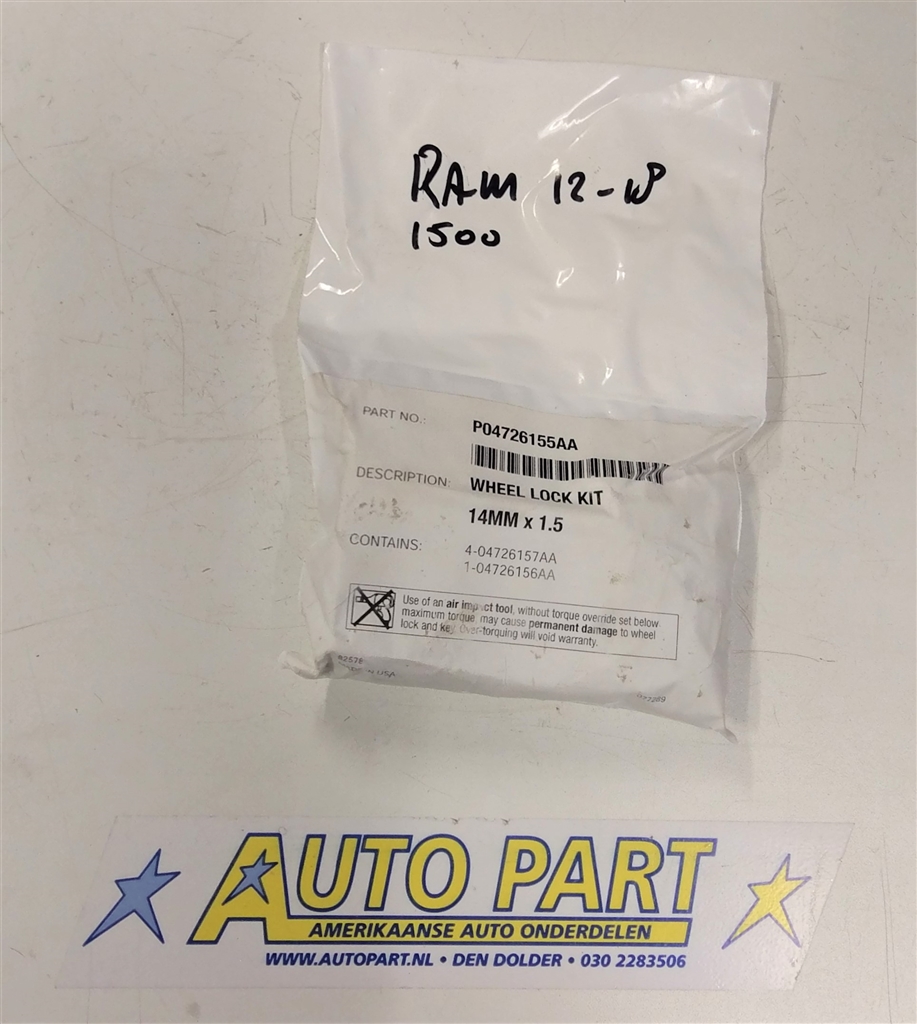 RAM 12-18
1500
PART NO.: P04726155AA
DESCRIPTION: WHEEL LOCK KIT
14MM x 1.5
CONTAINS: 4-04726157AA
1-04726156AA
Use of an air impact tool, without torque override set below
maximum torque, may cause permanent damage to wheel
lock and key. Over-torquing will void warranty.
USA
AUTO PART
AMERIKAANSE AUTO ONDERDELEN
WWW.AUTOPART.NL • DEN DOLDER • 030 2283506